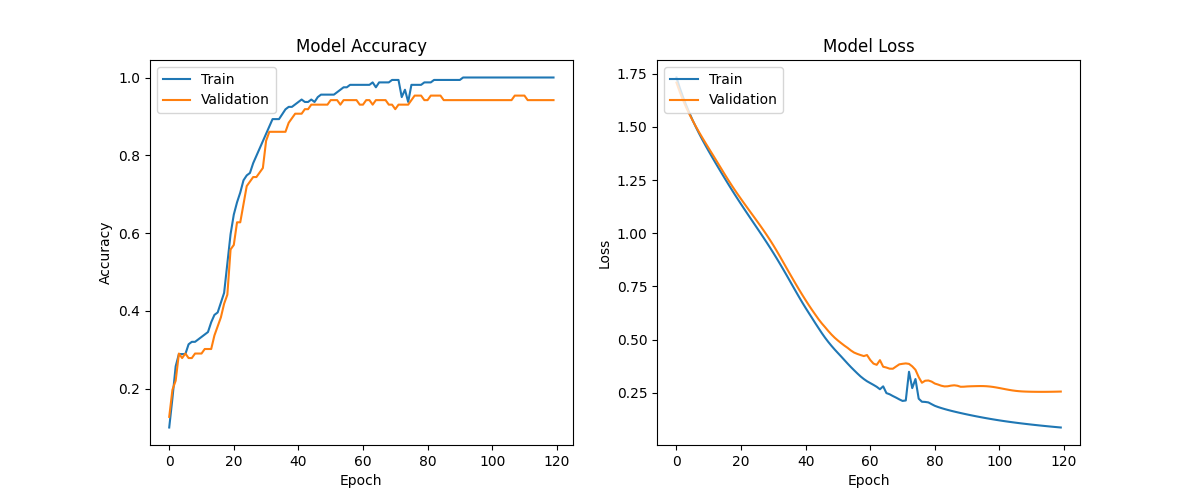 Model Accuracy
Train
Validation
1.0
0.8
0.6
0.4
0.2
Accuracy
0 20 40 60 80 100 120
Epoch
Model Loss
Train
Validation
1.75
1.50
1.25
1.00
0.75
0.50
0.25
Loss
0 20 40 60 80 100 120
Epoch